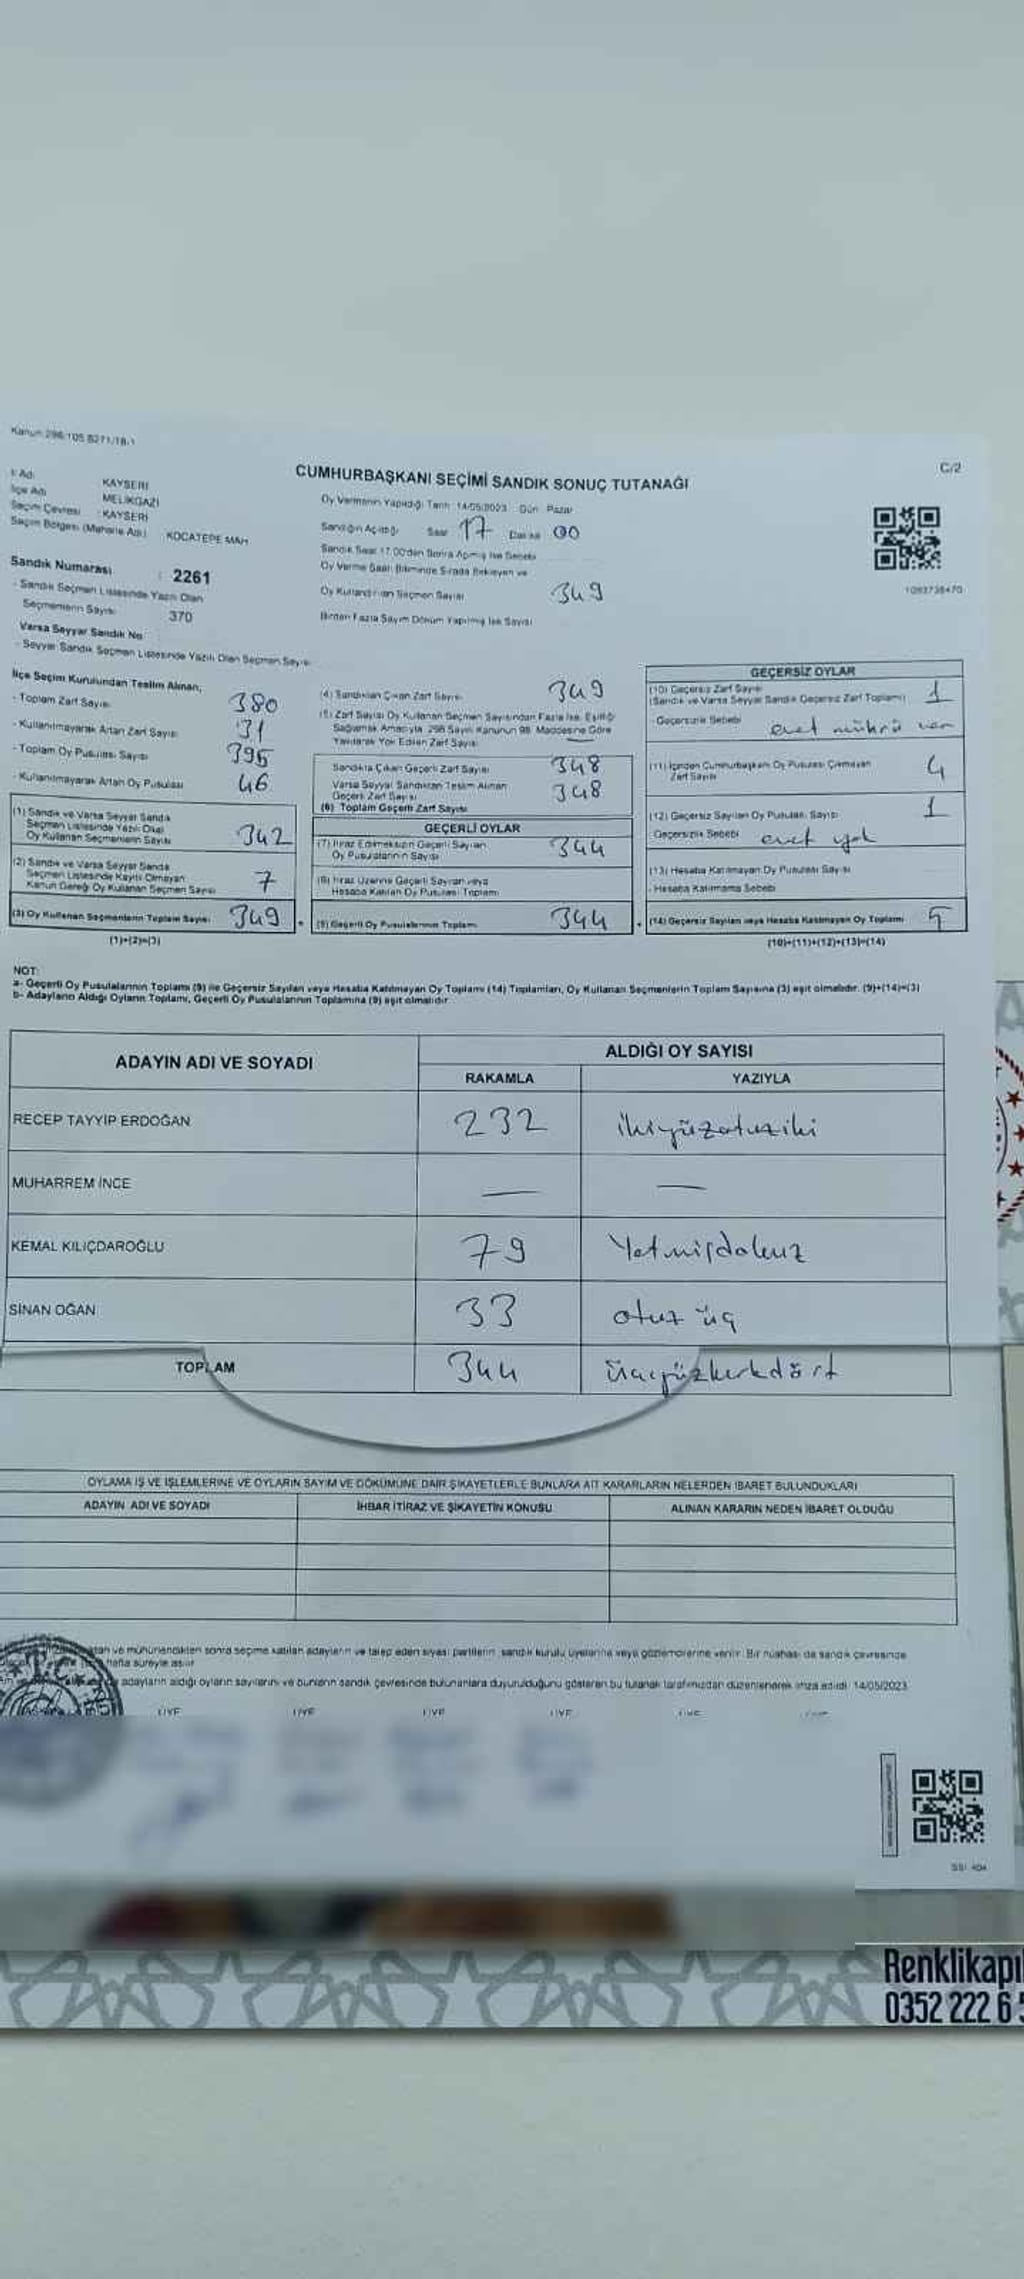 Kanun:298/105 B271/18-1
C/2
CUMHURBAŞKANI SEÇİMİ SANDIK SONUÇ TUTANAĞI
İl Adı KAYSERİ
İlçe Adı MELİKGAZİ
Seçim Çevresi : KAYSERİ
Seçim Bölgesi (Mahalle Adı) KOCATEPE MAH
Sandık Numarası : 2261
- Sandık Seçmen Listesinde Yazılı Olan
Seçmenlerin Sayısı 370
Varsa Seyyar Sandık No
- Seyyar Sandık Seçmen Listesinde Yazılı Olan Seçmen Sayısı
Oy Vermenin Yapıldığı Tarih : 14/05/2023 Gün : Pazar
Sandığın Açıldığı Saat 17 Dakika 00
Sandık Saat 17.00'den Sonra Açılmış İse Sebebi
Oy Verme Saati Bitiminde Sırada Bekleyen ve
Oy Kullandırılan Seçmen Sayısı 349
Birden Fazla Sayım Döküm Yapılmış İse Sayısı
1093738470
İlçe Seçim Kurulundan Teslim Alınan;
- Toplam Zarf Sayısı 380
- Kullanılmayarak Artan Zarf Sayısı 31
- Toplam Oy Pusulası Sayısı 395
- Kullanılmayarak Artan Oy Pusulası 46
(1) Sandık ve Varsa Seyyar Sandık
Seçmen Listesinde Yazılı Olan
Oy Kullanan Seçmenlerin Sayısı 342
(2) Sandık ve Varsa Seyyar Sandık
Seçmen Listesinde Kayıtlı Olmayan
Kanun Gereği Oy Kullanan Seçmen Sayısı 7
(3) Oy Kullanan Seçmenlerin Toplam Sayısı 349
(1)+(2)=(3)
(4) Sandıktan Çıkan Zarf Sayısı 349
(5) Zarf Sayısı Oy Kullanan Seçmen Sayısından Fazla İse, Eşitliği
Sağlamak Amacıyla 298 Sayılı Kanunun 98. Maddesine Göre
Yakılarak Yok Edilen Zarf Sayısı —
Sandıkta Çıkan Geçerli Zarf Sayısı 348
Varsa Seyyar Sandıktan Teslim Alınan
Geçerli Zarf Sayısı 348
(6) Toplam Geçerli Zarf Sayısı
GEÇERLİ OYLAR
(7) İtiraz Edilmeksizin Geçerli Sayılan
Oy Pusulalarının Sayısı 344
(8) İtiraz Üzerine Geçerli Sayılan veya
Hesaba Katılan Oy Pusulası Toplamı
(9) Geçerli Oy Pusulalarının Toplamı 344
GEÇERSİZ OYLAR
(10) Geçersiz Zarf Sayısı
(Sandık ve Varsa Seyyar Sandık Geçersiz Zarf Toplamı) 1
- Geçersizlik Sebebi evet mührü var
(11) İçinden Cumhurbaşkanı Oy Pusulası Çıkmayan
Zarf Sayısı 4
(12) Geçersiz Sayılan Oy Pusulası Sayısı 1
Geçersizlik Sebebi evet yok
(13) Hesaba Katılmayan Oy Pusulası Sayısı
- Hesaba Katılmama Sebebi
(14) Geçersiz Sayılan veya Hesaba Katılmayan Oy Toplamı 5
(10)+(11)+(12)+(13)=(14)
NOT:
a- Geçerli Oy Pusulalarının Toplamı (9) ile Geçersiz Sayılan veya Hesaba Katılmayan Oy Toplamı (14) Toplamları, Oy Kullanan Seçmenlerin Toplam Sayısına (3) eşit olmalıdır. (9)+(14)=(3)
b- Adayların Aldığı Oyların Toplamı, Geçerli Oy Pusulalarının Toplamına (9) eşit olmalıdır
ADAYIN ADI VE SOYADI
ALDIĞI OY SAYISI
RAKAMLA YAZIYLA
RECEP TAYYİP ERDOĞAN 232 ikiyüzotuziki
MUHARREM İNCE — —
KEMAL KILIÇDAROĞLU 79 Yetmişdokuz
SİNAN OĞAN 33 otuz üç
TOPLAM 344 üçyüzkırkdört
OYLAMA İŞ VE İŞLEMLERİNE VE OYLARIN SAYIM VE DÖKÜMÜNE DAİR ŞİKAYETLERLE BUNLARA AİT KARARLARIN NELERDEN İBARET BULUNDUKLARI
ADAYIN ADI VE SOYADI İHBAR İTİRAZ VE ŞİKAYETİN KONUSU ALINAN KARARIN NEDEN İBARET OLDUĞU
ve mühürlendikten sonra seçime katılan adayların ve talep eden siyasi partilerin, sandık kurulu üyelerine veya gözlemcilerine verilir. Bir nüshası da sandık çevresinde
hafta süreyle asılır
adayların aldığı oyların sayılarını ve bunların sandık çevresinde bulunanlara duyurulduğunu gösteren bu tutanak tarafımızdan düzenlenerek imza edildi. 14/05/2023
T.C.
ÜYE ÜYE ÜYE ÜYE ÜYE
SSI 404
Renklikapı
0352 222 6 5